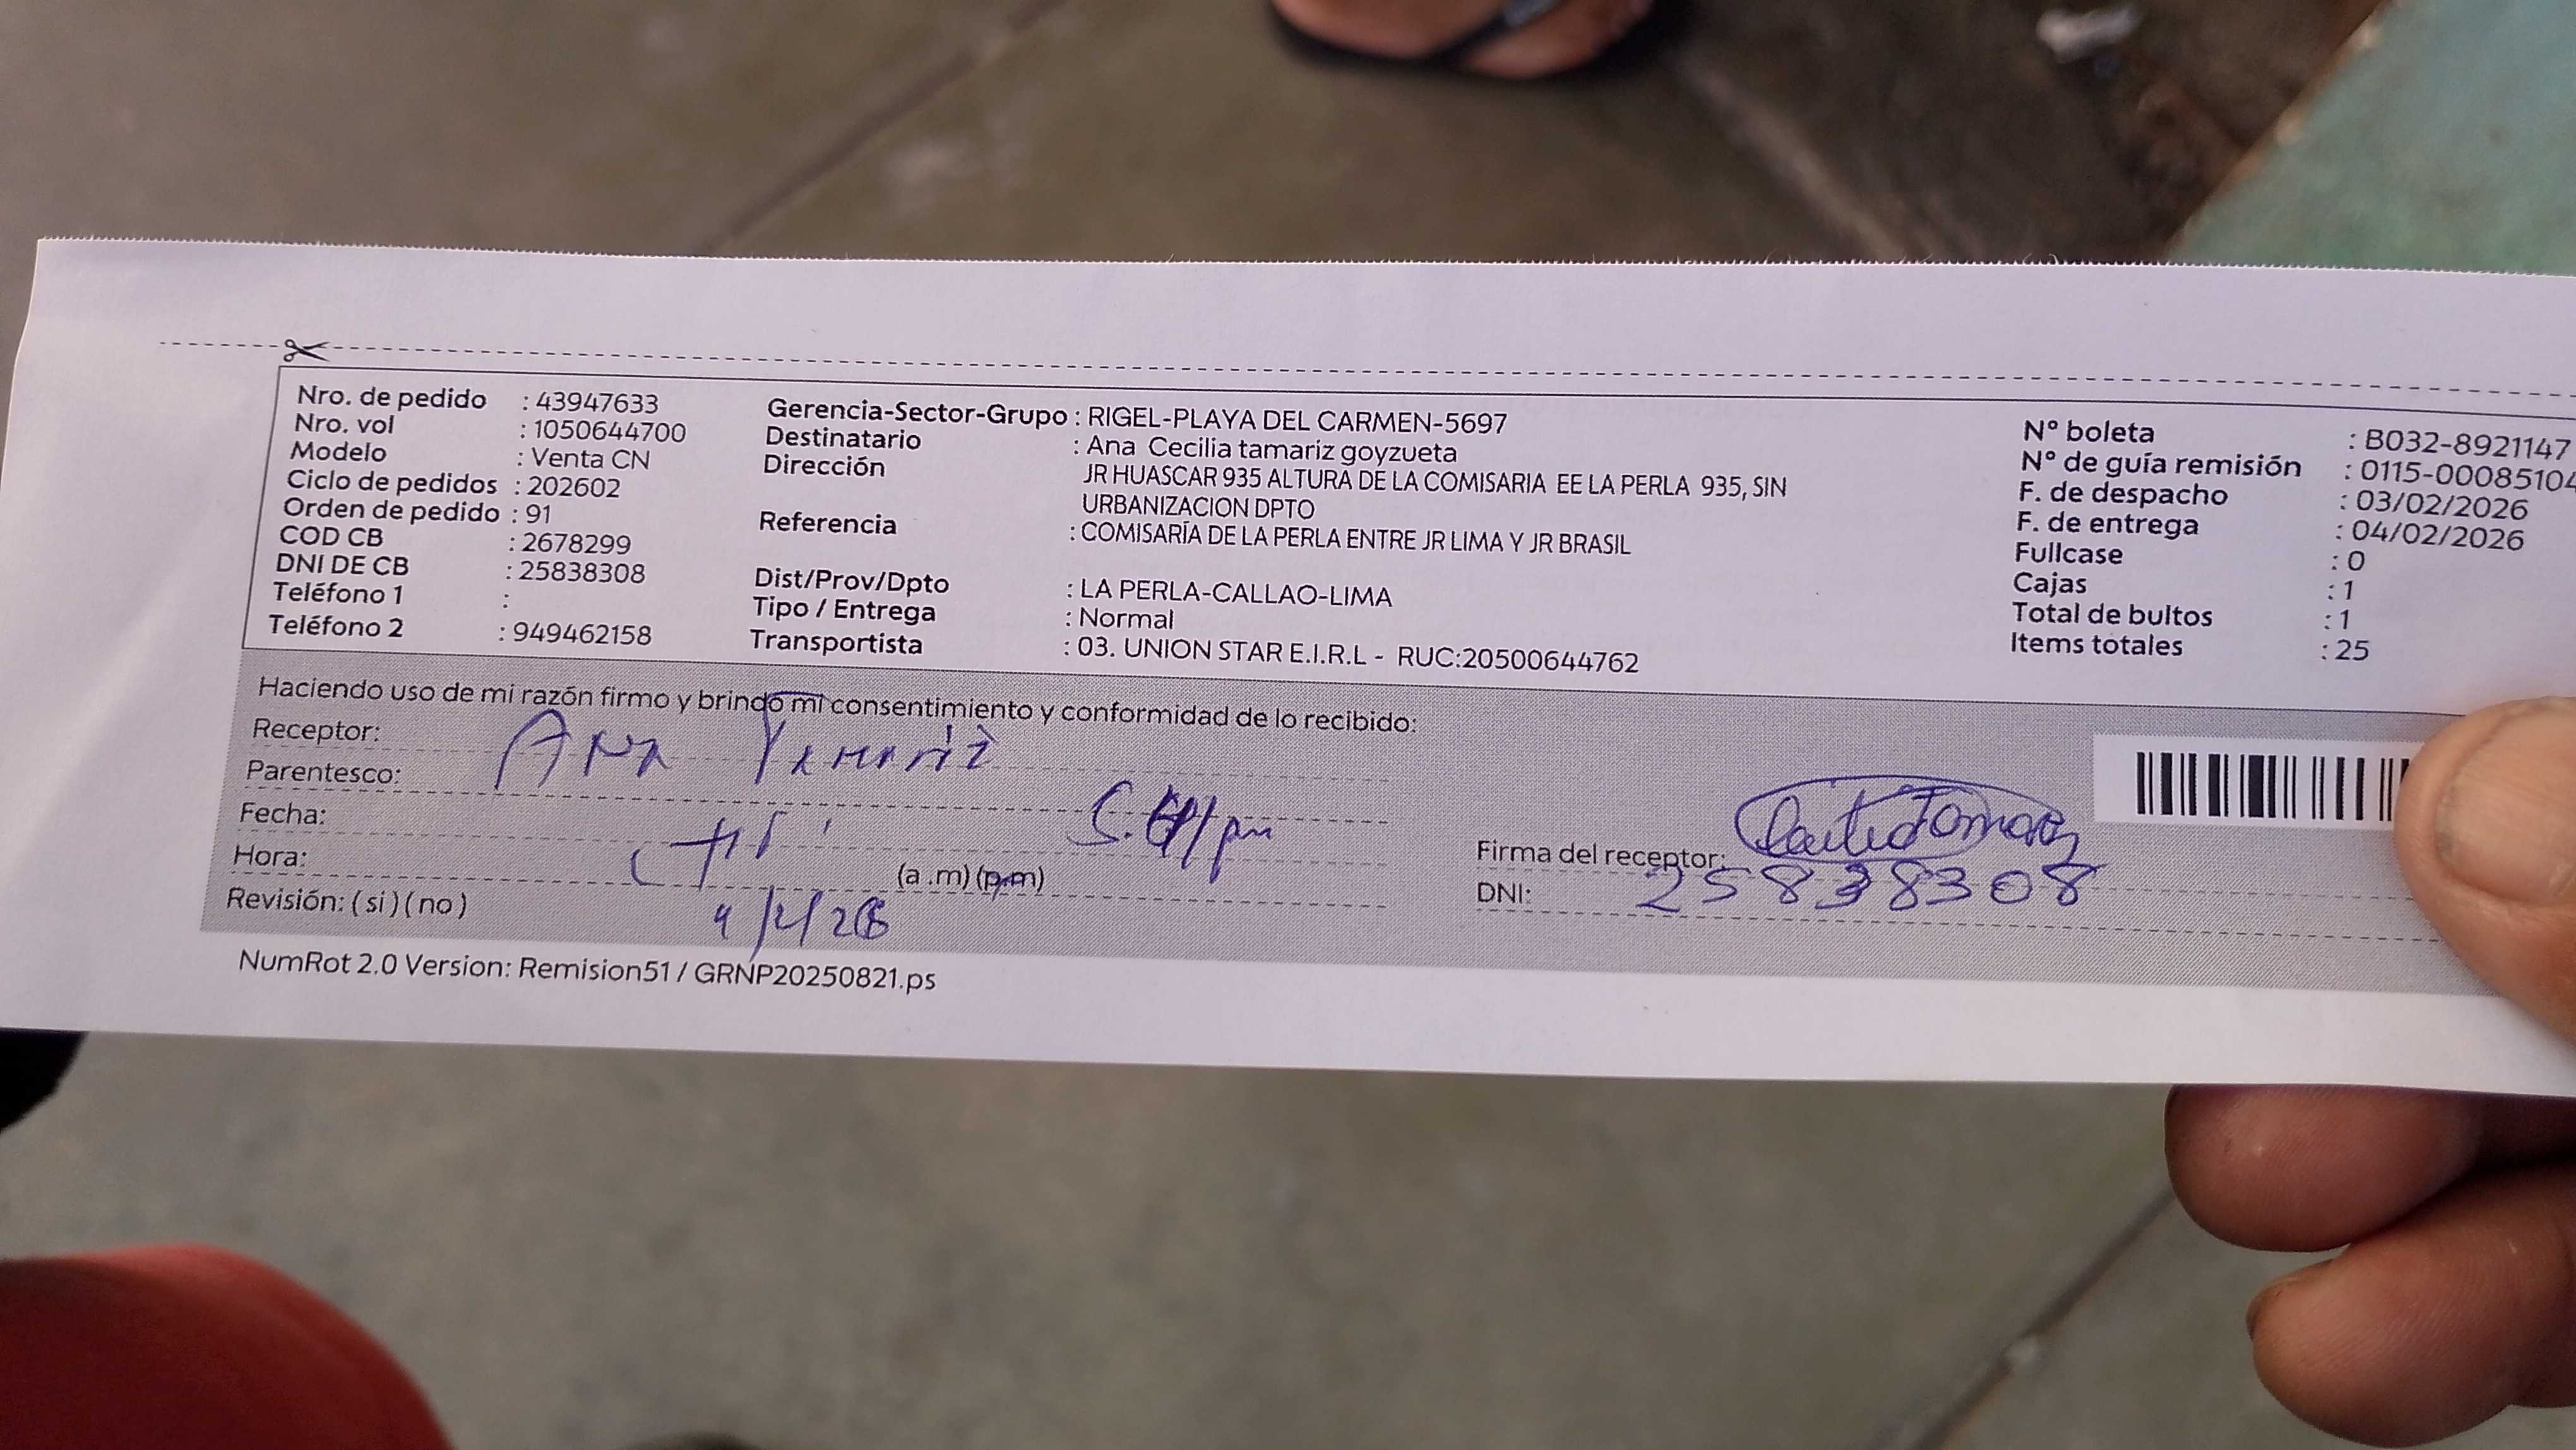 Nro. de pedido : 43947633
Nro. vol : 1050644700
Modelo : Venta CN
Ciclo de pedidos : 202602
Orden de pedido : 91
COD CB : 2678299
DNI DE CB : 25838308
Teléfono 1 :
Teléfono 2 : 949462158
Gerencia-Sector-Grupo : RIGEL-PLAYA DEL CARMEN-5697
Destinatario : Ana Cecilia tamariz goyzueta
Dirección JR HUASCAR 935 ALTURA DE LA COMISARIA EE LA PERLA 935, SIN
URBANIZACION DPTO
Referencia : COMISARÍA DE LA PERLA ENTRE JR LIMA Y JR BRASIL
Dist/Prov/Dpto : LA PERLA-CALLAO-LIMA
Tipo / Entrega : Normal
Transportista : 03. UNION STAR E.I.R.L - RUC:20500644762
N° boleta : B032-8921147
N° de guía remisión : 0115-00085104
F. de despacho : 03/02/2026
F. de entrega : 04/02/2026
Fullcase : 0
Cajas : 1
Total de bultos : 1
Items totales : 25
Haciendo uso de mi razón firmo y brindo mi consentimiento y conformidad de lo recibido:
Receptor: Ana Tamariz
Parentesco:
Fecha:
Hora: (a .m) (p.m)
Revisión: ( si ) ( no )
Firma del receptor:
DNI: 25838308
NumRot 2.0 Version: Remision51 / GRNP20250821.ps